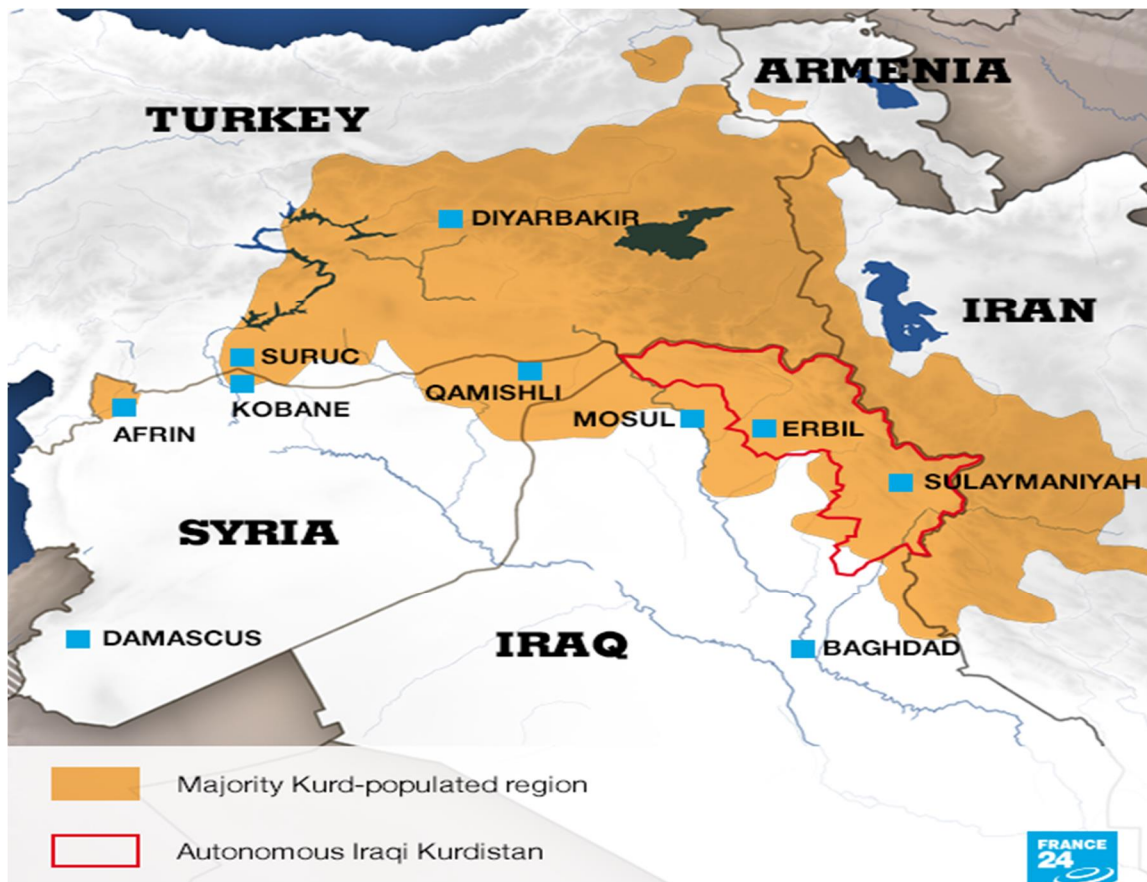 ARMENIA
TURKEY
DIYARBAKIR
IRAN
SURUC
QAMISHLI
KOBANE
MOSUL
ERBIL
AFRIN
SULAYMANIYAH
SYRIA
IRAQ
DAMASCUS
BAGHDAD
Majority Kurd-populated region
Autonomous Iraqi Kurdistan
FRANCE
24